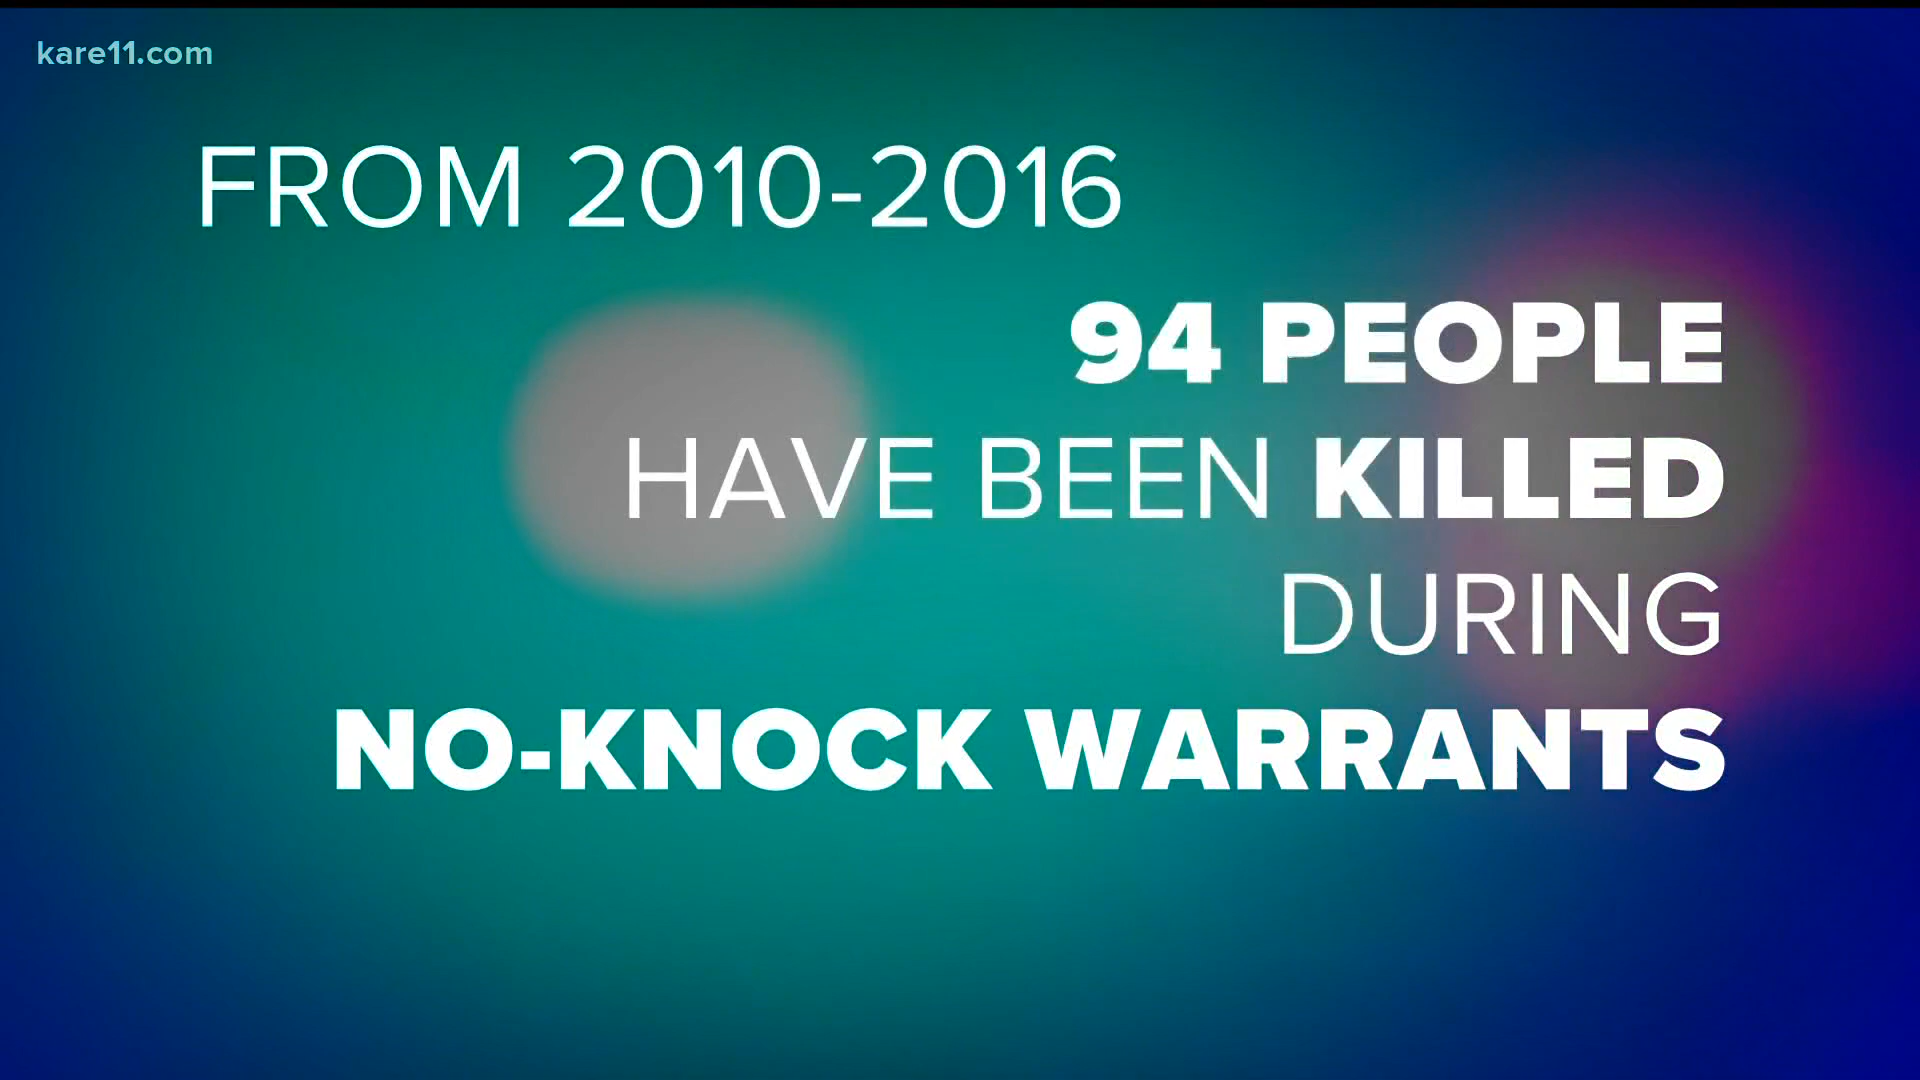 kare11.com
FROM 2010-2016
94 PEOPLE
HAVE BEEN KILLED
DURING
NO-KNOCK WARRANTS